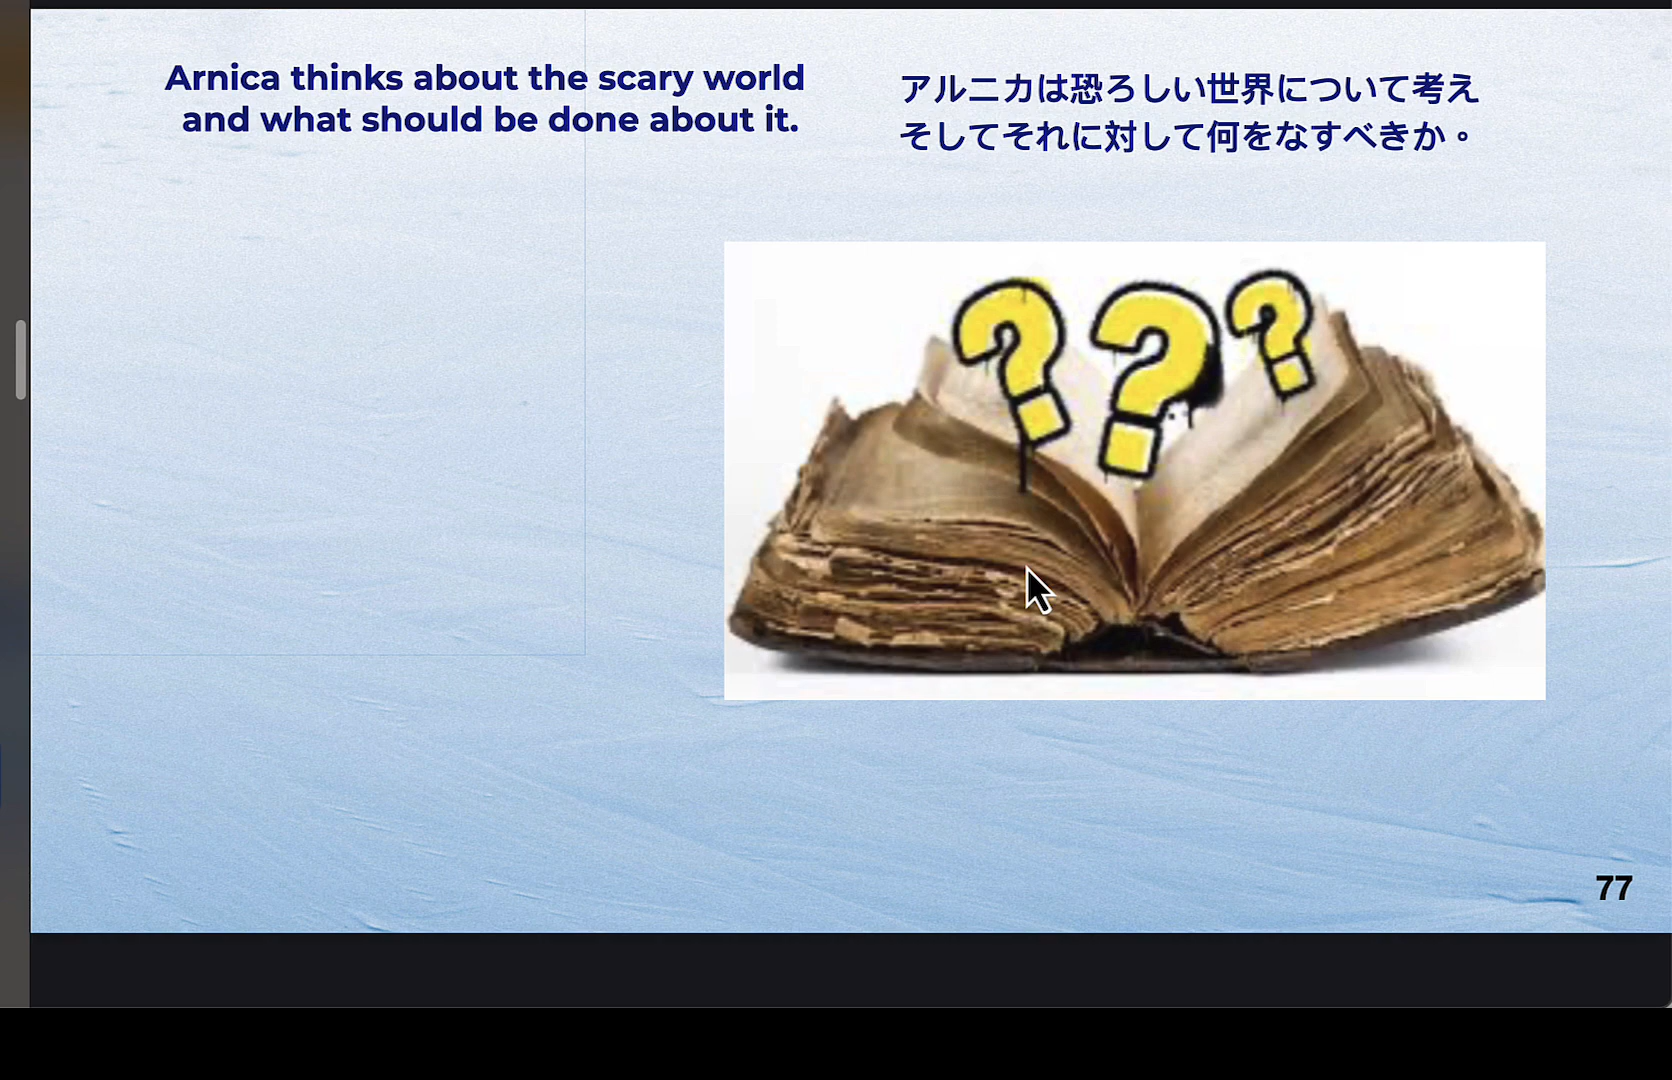 Arnica thinks about the scary world
and what should be done about it.
アルニカは恐ろしい世界について考え
そしてそれに対して何をなすべきか。
? ? ?
77